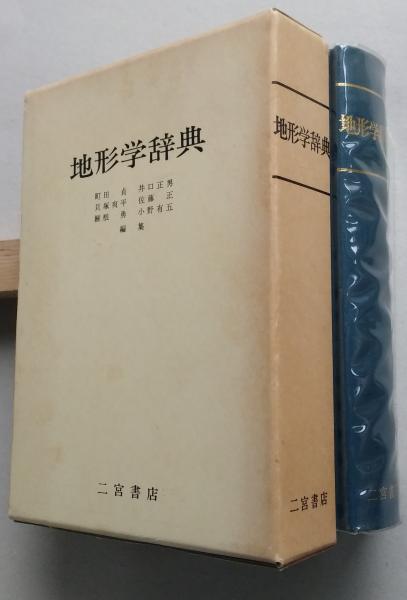 地形学辞典
町田 貞 井口正男
貝塚爽平 佐藤 正
榧根 勇 小野有五
編集
二宮書店
地形学辞典
二宮書店
地形学
二宮書店